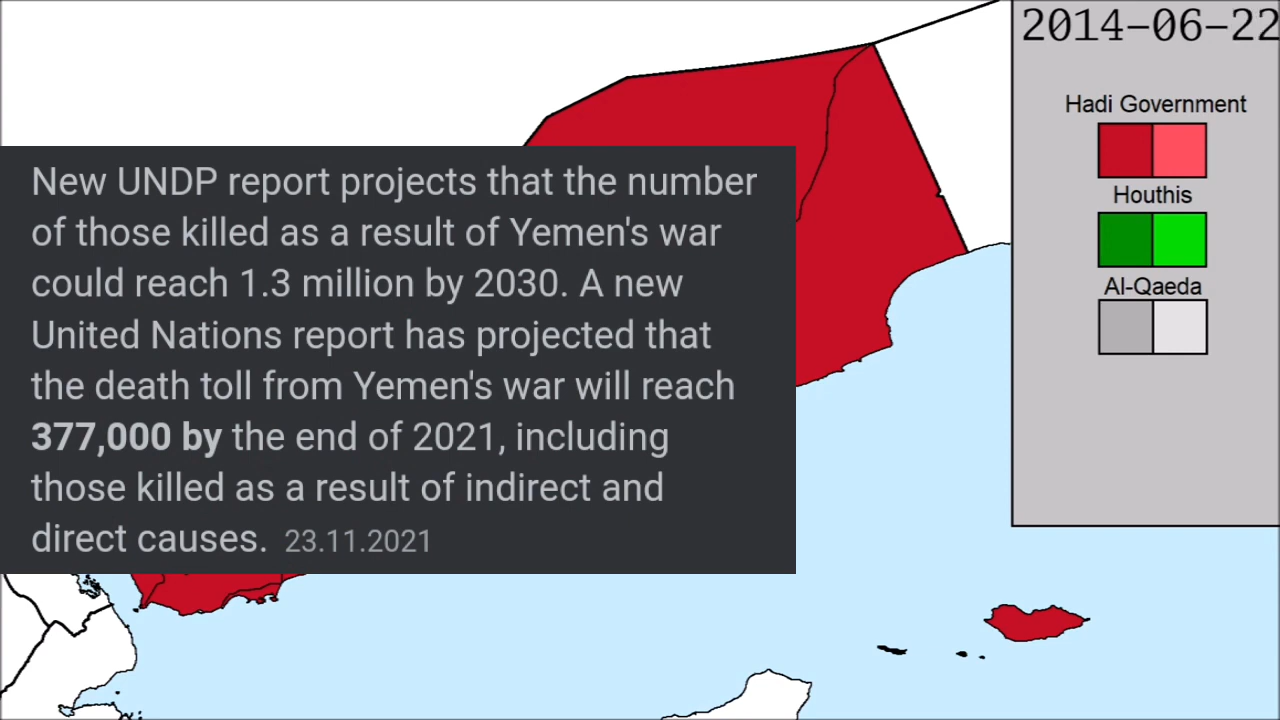 2014-06-22
Hadi Government
Houthis
Al-Qaeda
New UNDP report projects that the number
of those killed as a result of Yemen's war
could reach 1.3 million by 2030. A new
United Nations report has projected that
the death toll from Yemen's war will reach
377,000 by the end of 2021, including
those killed as a result of indirect and
direct causes. 23.11.2021